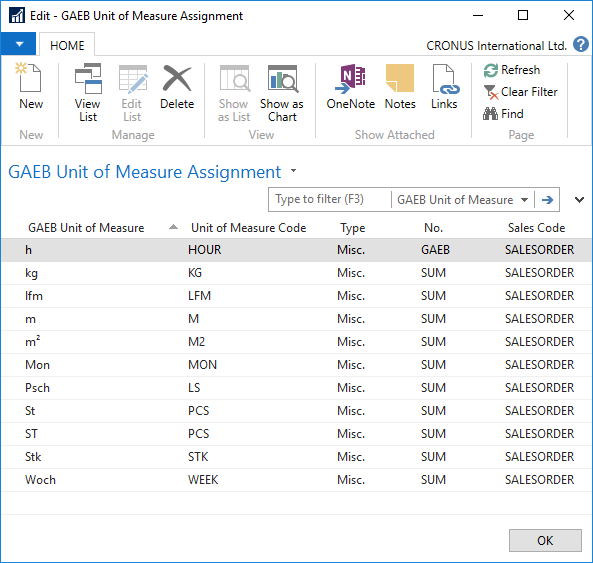 Edit - GAEB Unit of Measure Assignment
HOME
CRONUS International Ltd. ?
New
View List
Edit List
Delete
Show as List
Show as Chart
OneNote
Notes
Links
Refresh
Clear Filter
Find
New
Manage
View
Show Attached
Page
GAEB Unit of Measure Assignment
Type to filter (F3) GAEB Unit of Measure
GAEB Unit of Measure Unit of Measure Code Type No. Sales Code
h HOUR Misc. GAEB SALESORDER
kg KG Misc. SUM SALESORDER
lfm LFM Misc. SUM SALESORDER
m M Misc. SUM SALESORDER
m² M2 Misc. SUM SALESORDER
Mon MON Misc. SUM SALESORDER
Psch LS Misc. SUM SALESORDER
St PCS Misc. SUM SALESORDER
ST PCS Misc. SUM SALESORDER
Stk STK Misc. SUM SALESORDER
Woch WEEK Misc. SUM SALESORDER
OK